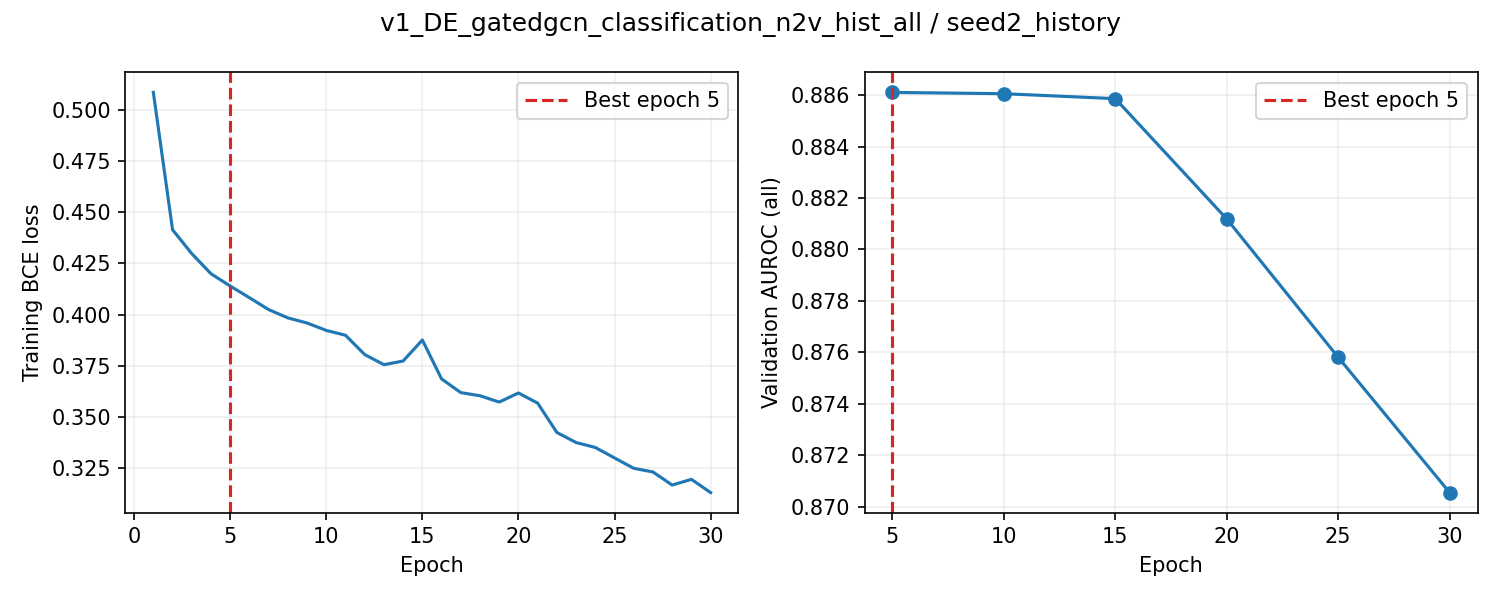 v1_DE_gatedgcn_classification_n2v_hist_all / seed2_history
Training BCE loss
0.500
0.475
0.450
0.425
0.400
0.375
0.350
0.325
0 5 10 15 20 25 30
Epoch
Best epoch 5
Validation AUROC (all)
0.886
0.884
0.882
0.880
0.878
0.876
0.874
0.872
0.870
5 10 15 20 25 30
Epoch
Best epoch 5